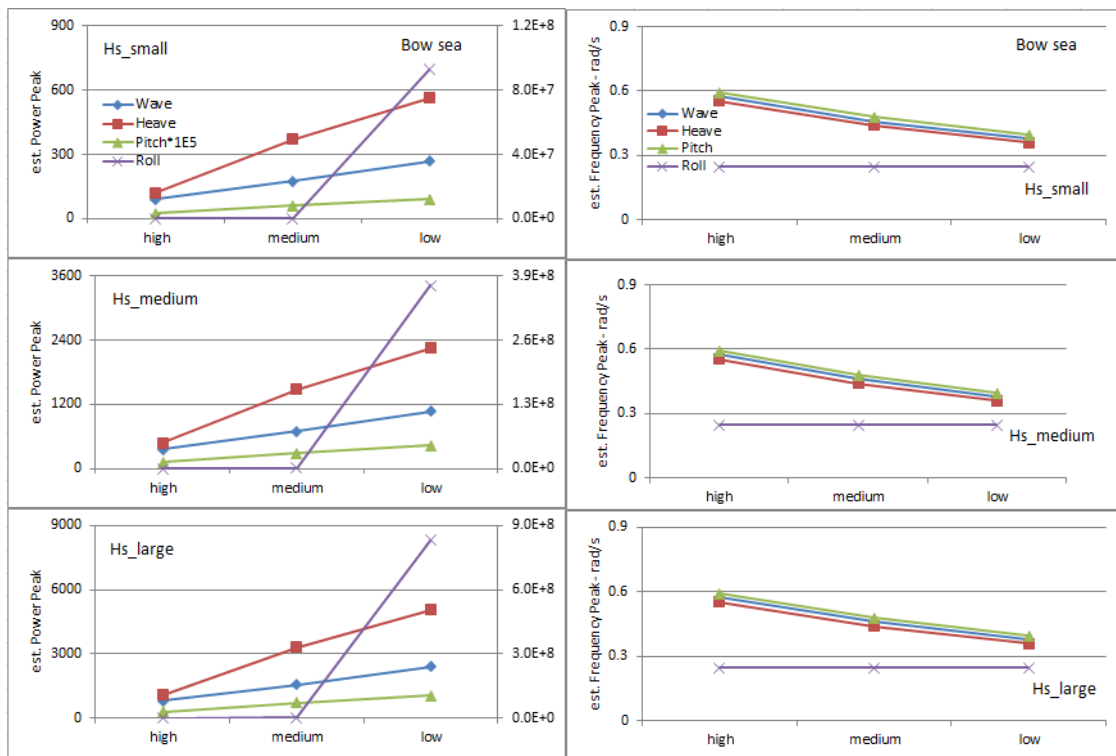 900
1.2E+8
Hs_small
Bow sea
600
8.0E+7
Wave
Heave
Pitch*1E5
Roll
300
4.0E+7
0
0.0E+0
high
medium
low
est. Power Peak
0.9
Bow sea
0.6
Wave
Heave
Pitch
Roll
0.3
Hs_small
0
high
medium
low
est. Frequency Peak- rad/s
3600
3.9E+8
Hs_medium
2400
2.6E+8
1200
1.3E+8
0
0.0E+0
high
medium
low
est. Power Peak
0.9
0.6
0.3
Hs_medium
0
high
medium
low
est. Frequency Peak- rad/s
9000
9.0E+8
Hs_large
6000
6.0E+8
3000
3.0E+8
0
0.0E+0
high
medium
low
est. Power Peak
0.9
0.6
0.3
Hs_large
0
high
medium
low
est. Frequency Peak- rad/s